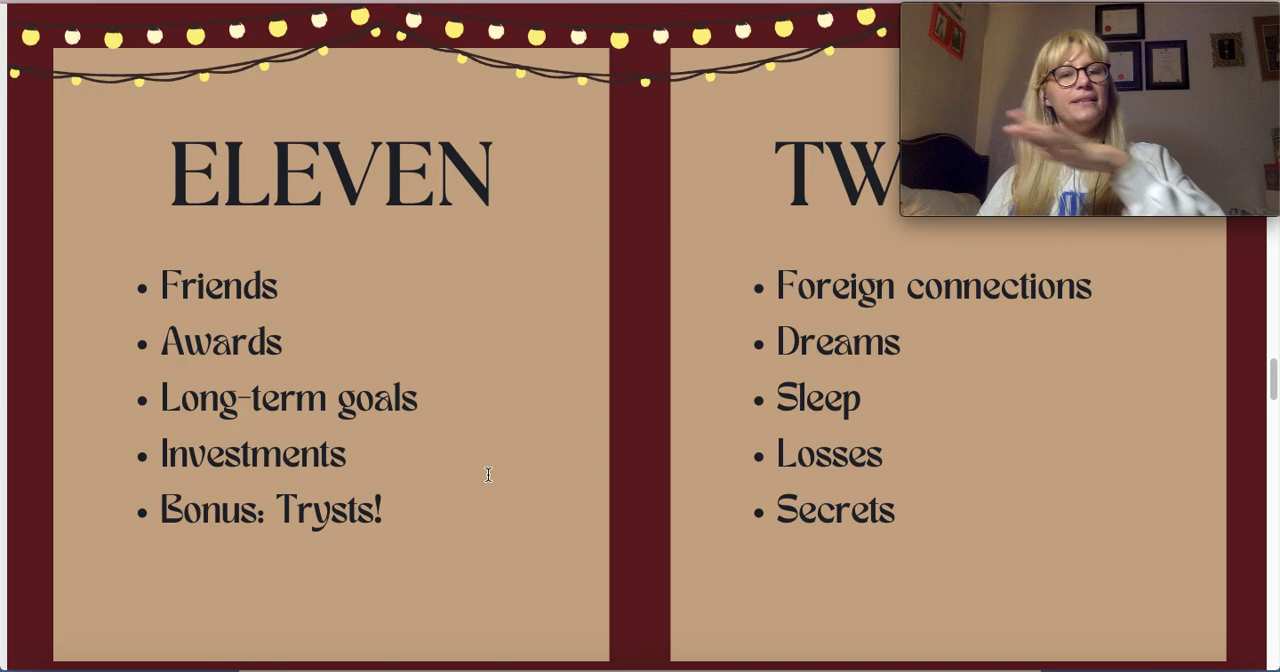 ELEVEN
• Friends
• Awards
• Long-term goals
• Investments
• Bonus: Trysts!
TW
• Foreign connections
• Dreams
• Sleep
• Losses
• Secrets